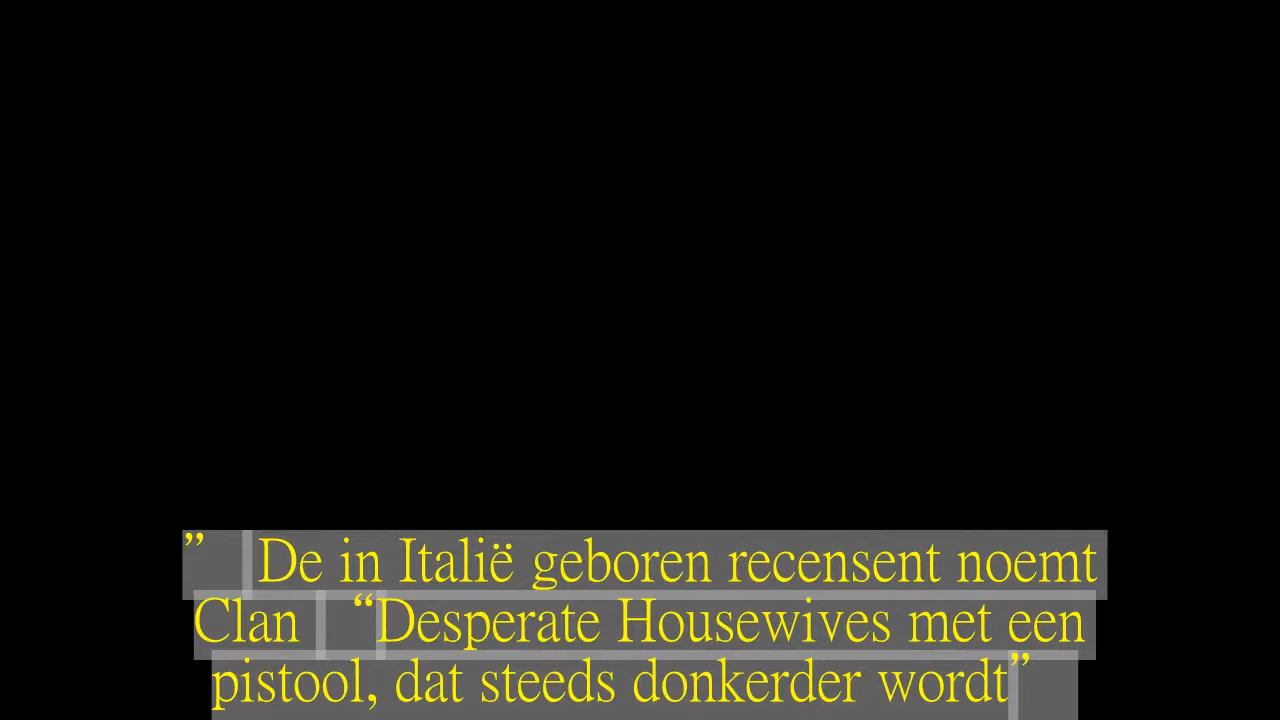 ” De in Italië geboren recensent noemt
Clan “Desperate Housewives met een
pistool, dat steeds donkerder wordt”